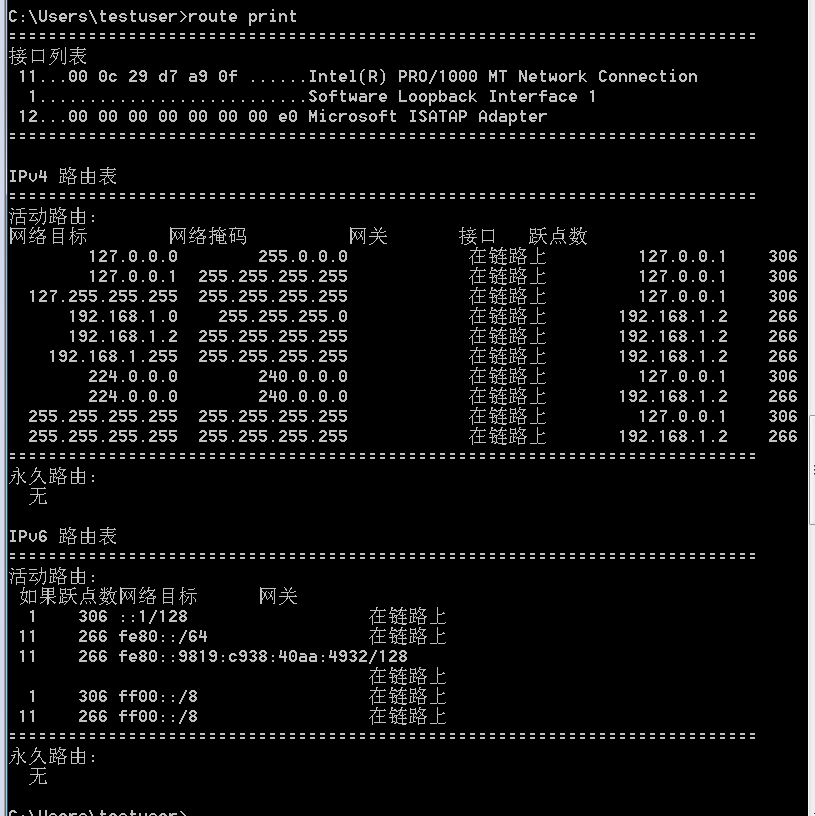 C:\Users\testuser>route print
===========================================================================
接口列表
 11...00 0c 29 d7 a9 0f ......Intel(R) PRO/1000 MT Network Connection
  1...........................Software Loopback Interface 1
 12...00 00 00 00 00 00 00 e0 Microsoft ISATAP Adapter
===========================================================================

IPv4 路由表
===========================================================================
活动路由:
网络目标        网络掩码          网关       接口   跃点数
        127.0.0.0        255.0.0.0            在链路上         127.0.0.1    306
        127.0.0.1  255.255.255.255            在链路上         127.0.0.1    306
  127.255.255.255  255.255.255.255            在链路上         127.0.0.1    306
      192.168.1.0    255.255.255.0            在链路上       192.168.1.2    266
      192.168.1.2  255.255.255.255            在链路上       192.168.1.2    266
    192.168.1.255  255.255.255.255            在链路上       192.168.1.2    266
        224.0.0.0        240.0.0.0            在链路上         127.0.0.1    306
        224.0.0.0        240.0.0.0            在链路上       192.168.1.2    266
  255.255.255.255  255.255.255.255            在链路上         127.0.0.1    306
  255.255.255.255  255.255.255.255            在链路上       192.168.1.2    266
===========================================================================
永久路由:
  无

IPv6 路由表
===========================================================================
活动路由:
 如果跃点数网络目标      网关
  1    306 ::1/128                  在链路上
 11    266 fe80::/64                在链路上
 11    266 fe80::9819:c938:40aa:4932/128
                                    在链路上
  1    306 ff00::/8                 在链路上
 11    266 ff00::/8                 在链路上
===========================================================================
永久路由:
  无

C:\Users\testuser>